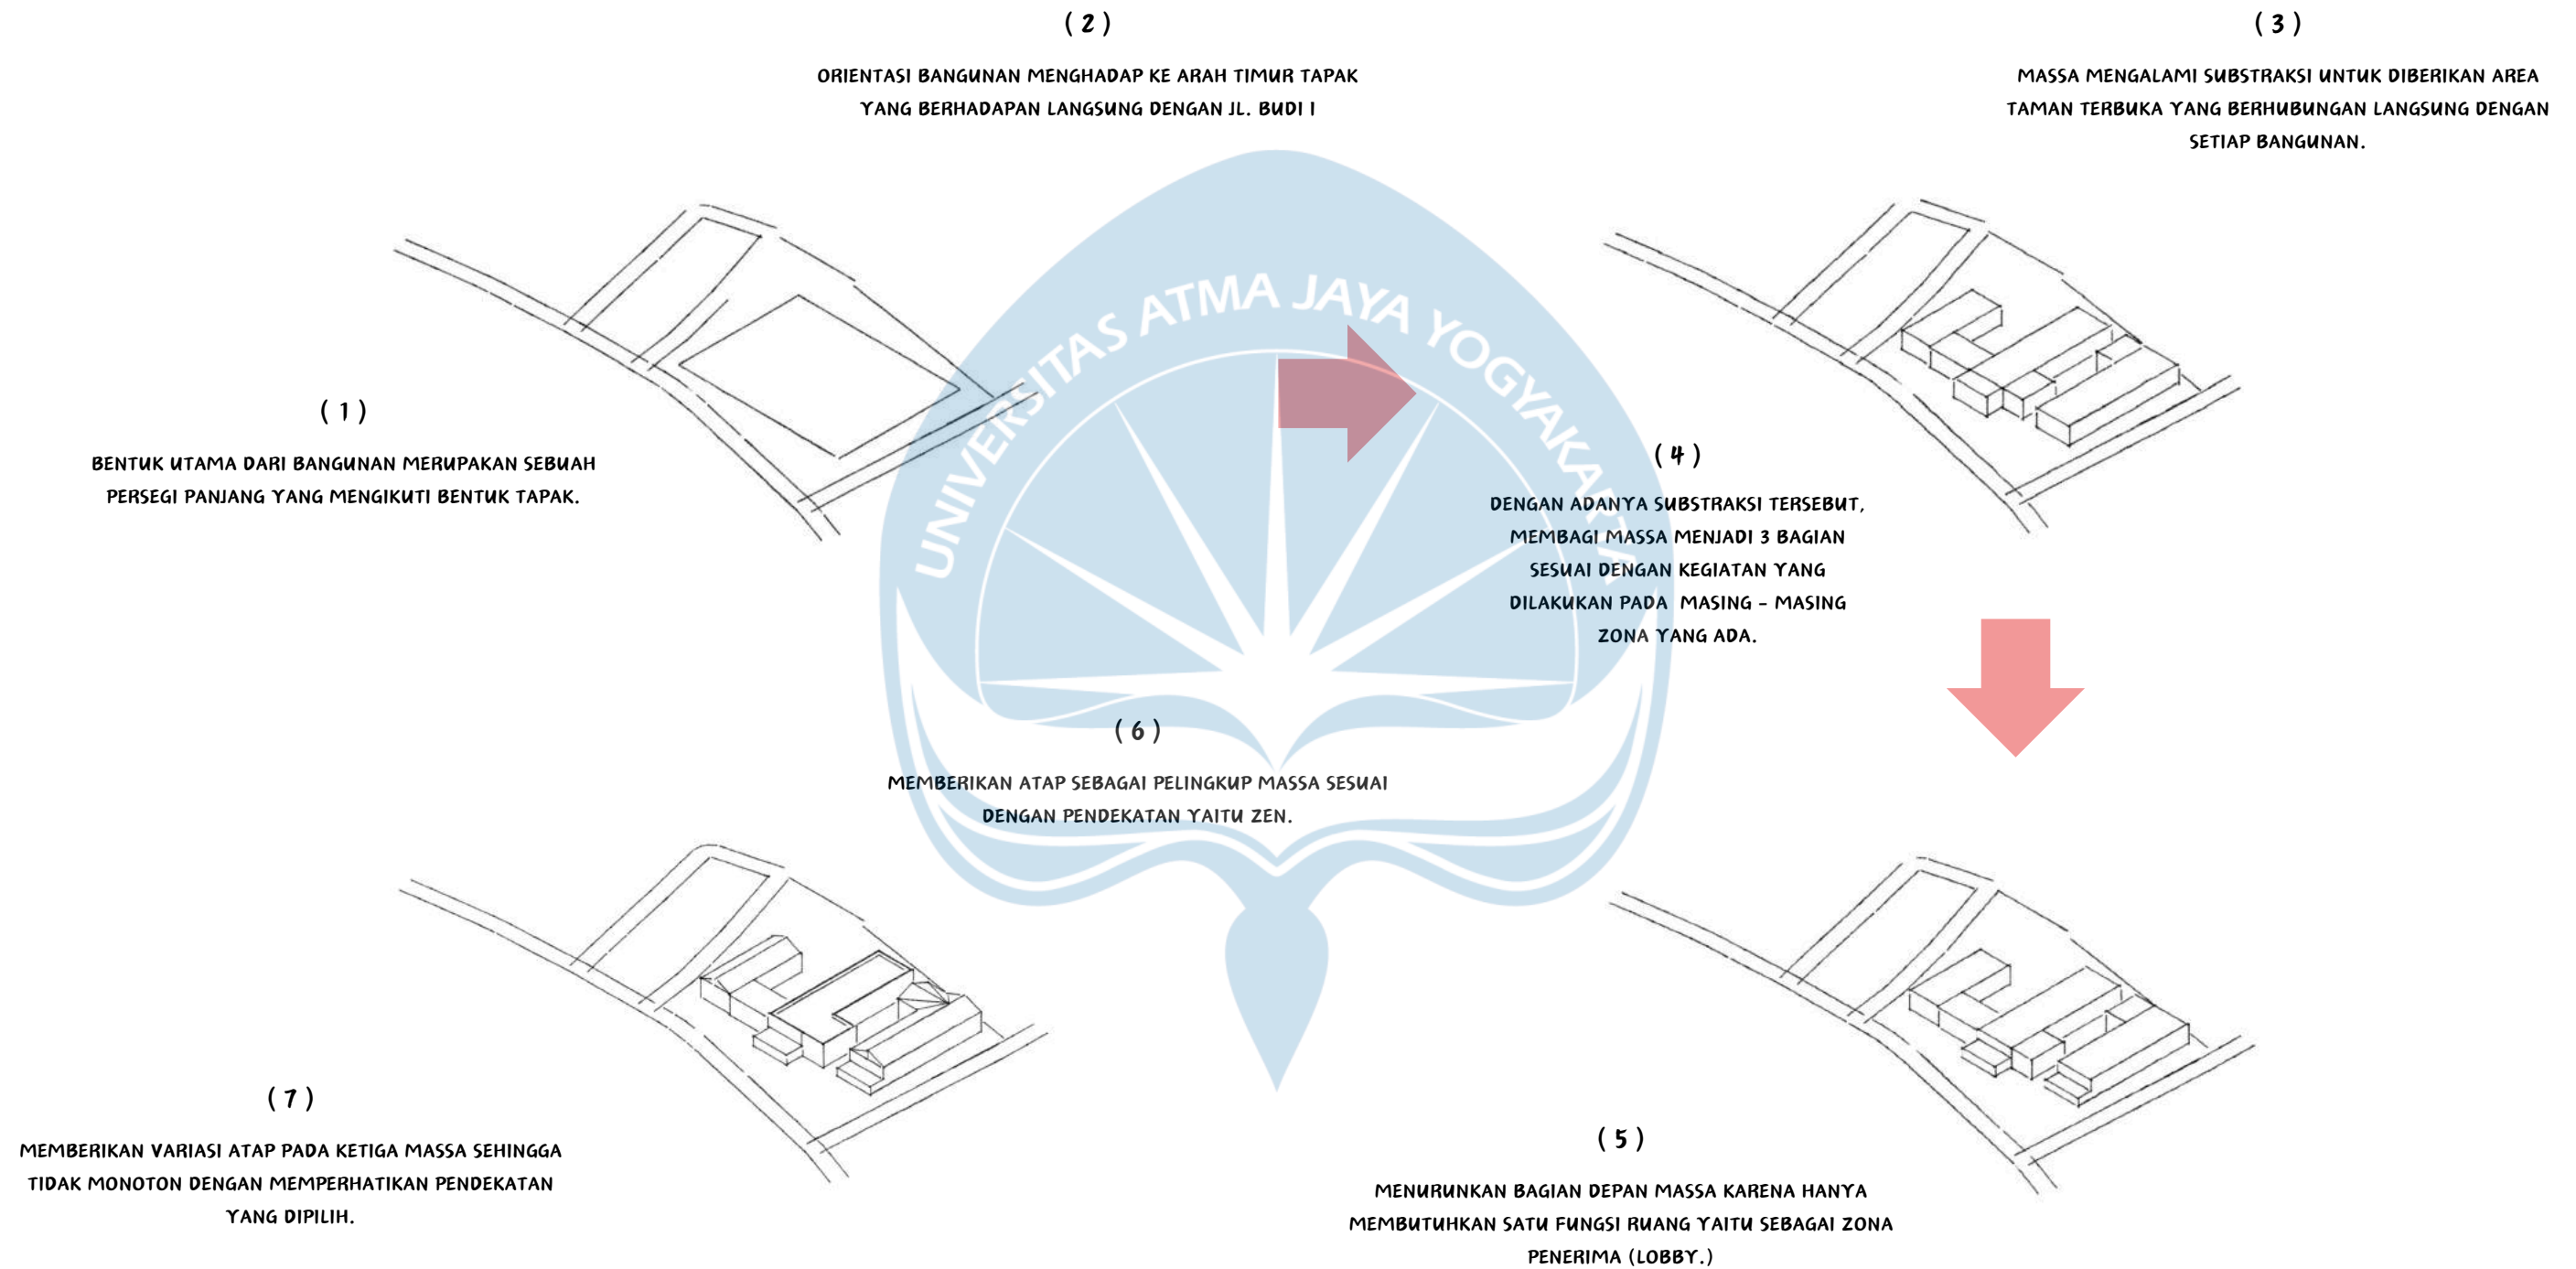 ( 1 )
BENTUK UTAMA DARI BANGUNAN MERUPAKAN SEBUAH
PERSEGI PANJANG YANG MENGIKUTI BENTUK TAPAK.
( 2 )
ORIENTASI BANGUNAN MENGHADAP KE ARAH TIMUR TAPAK
YANG BERHADAPAN LANGSUNG DENGAN JL. BUDI I
( 3 )
MASSA MENGALAMI SUBSTRAKSI UNTUK DIBERIKAN AREA
TAMAN TERBUKA YANG BERHUBUNGAN LANGSUNG DENGAN
SETIAP BANGUNAN.
( 4 )
DENGAN ADANYA SUBSTRAKSI TERSEBUT,
MEMBAGI MASSA MENJADI 3 BAGIAN
SESUAI DENGAN KEGIATAN YANG
DILAKUKAN PADA MASING - MASING
ZONA YANG ADA.
( 5 )
MENURUNKAN BAGIAN DEPAN MASSA KARENA HANYA
MEMBUTUHKAN SATU FUNGSI RUANG YAITU SEBAGAI ZONA
PENERIMA (LOBBY.)
( 6 )
MEMBERIKAN ATAP SEBAGAI PELINGKUP MASSA SESUAI
DENGAN PENDEKATAN YAITU ZEN.
( 7 )
MEMBERIKAN VARIASI ATAP PADA KETIGA MASSA SEHINGGA
TIDAK MONOTON DENGAN MEMPERHATIKAN PENDEKATAN
YANG DIPILIH.
UNIVERSITAS ATMA JAYA YOGYAKARTA